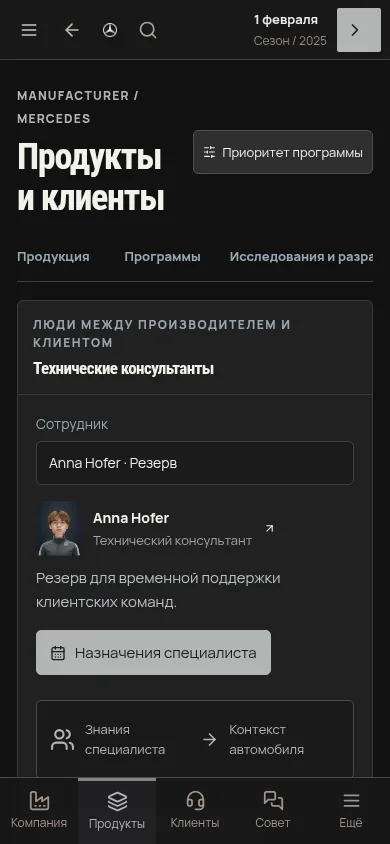 1 февраля
Сезон / 2025
MANUFACTURER /
MERCEDES
Продукты
и клиенты
Приоритет программы
Продукция
Программы
Исследования и разра
ЛЮДИ МЕЖДУ ПРОИЗВОДИТЕЛЕМ И
КЛИЕНТОМ
Технические консультанты
Сотрудник
Anna Hofer · Резерв
Anna Hofer
Технический консультант
Резерв для временной поддержки
клиентских команд.
Назначения специалиста
Знания
специалиста
Контекст
автомобиля
Компания
Продукты
Клиенты
Совет
Ещё